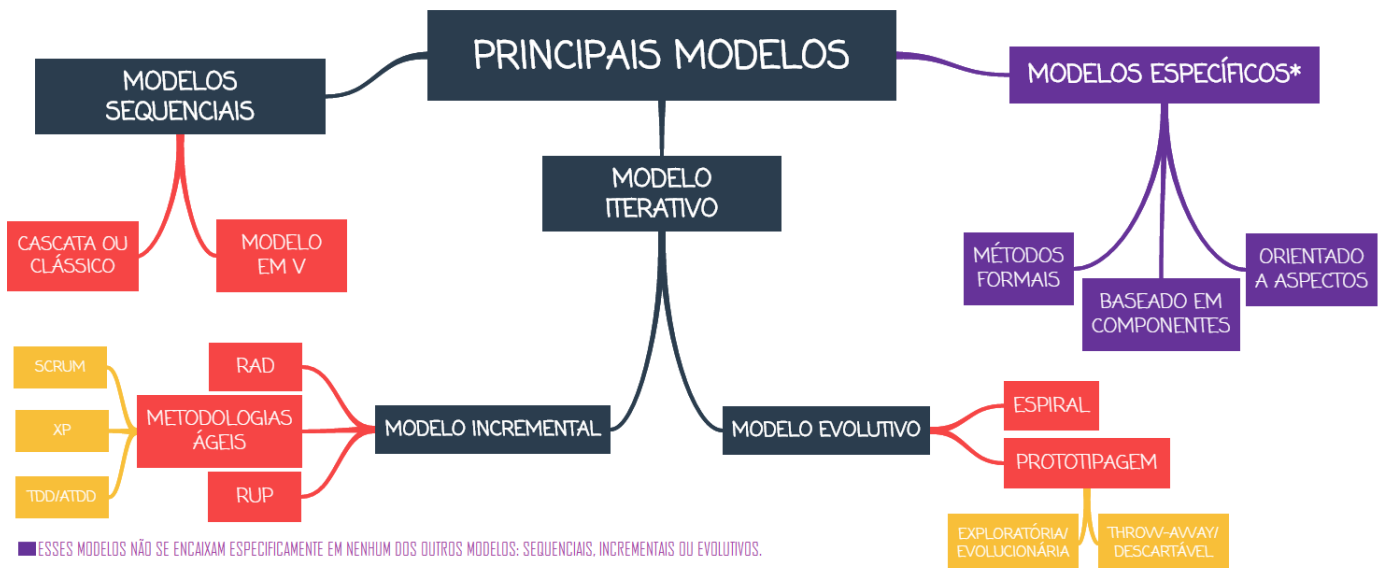 PRINCIPAIS MODELOS
MODELOS
SEQUENCIAIS
MODELOS ESPECÍFICOS*
MODELO
ITERATIVO
CASCATA OU
CLÁSSICO
MODELO
EM V
MÉTODOS
FORMAIS
BASEADO EM
COMPONENTES
ORIENTADO
A ASPECTOS
SCRUM
XP
TDD/ATDD
RAD
METODOLOGIAS
ÁGEIS
RUP
MODELO INCREMENTAL
MODELO EVOLUTIVO
ESPIRAL
PROTOTIPAGEM
EXPLORATÓRIA/
EVOLUCIONÁRIA
THROW-AWAY/
DESCARTÁVEL
ESSES MODELOS NÃO SE ENCAIXAM ESPECIFICAMENTE EM NENHUM DOS OUTROS MODELOS: SEQUENCIAIS, INCREMENTAIS OU EVOLUTIVOS.